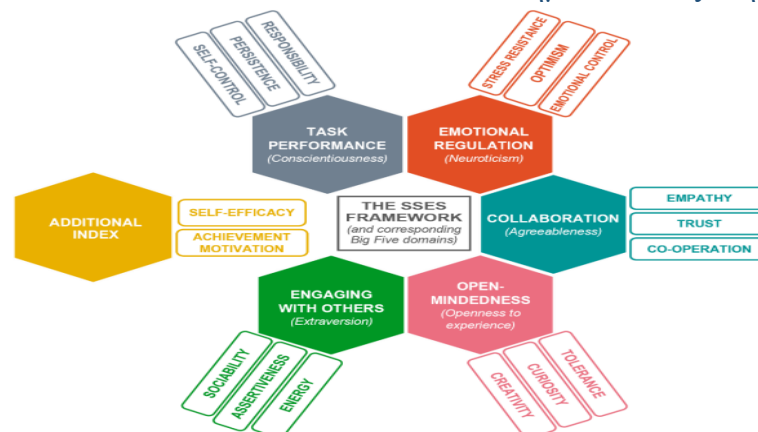 RESPONSIBILITY
PERSISTENCE
SELF-CONTROL
STRESS RESISTANCE
OPTIMISM
EMOTIONAL CONTROL
TASK
PERFORMANCE
(Conscientiousness)
EMOTIONAL
REGULATION
(Neuroticism)
ADDITIONAL
INDEX
SELF-EFFICACY
ACHIEVEMENT
MOTIVATION
THE SSES
FRAMEWORK
(and corresponding
Big Five domains)
COLLABORATION
(Agreeableness)
EMPATHY
TRUST
CO-OPERATION
ENGAGING
WITH OTHERS
(Extraversion)
OPEN-
MINDEDNESS
(Openness to
experience)
SOCIABILITY
ASSERTIVENESS
ENERGY
CREATIVITY
CURIOSITY
TOLERANCE